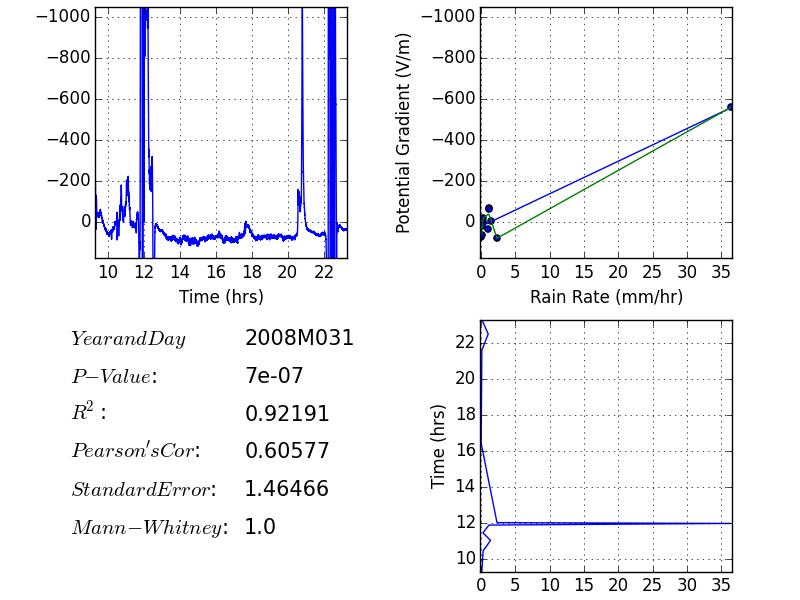 −1000
−800
−600
−400
−200
0
10 12 14 16 18 20 22
Time (hrs)
−1000
−800
−600
−400
−200
0
Potential Gradient (V/m)
0 5 10 15 20 25 30 35
Rain Rate (mm/hr)
YearandDay 2008M031
P−Value: 7e-07
R²: 0.92191
Pearson'sCor: 0.60577
StandardError: 1.46466
Mann−Whitney: 1.0
22
20
18
16
14
12
10
Time (hrs)
0 5 10 15 20 25 30 35